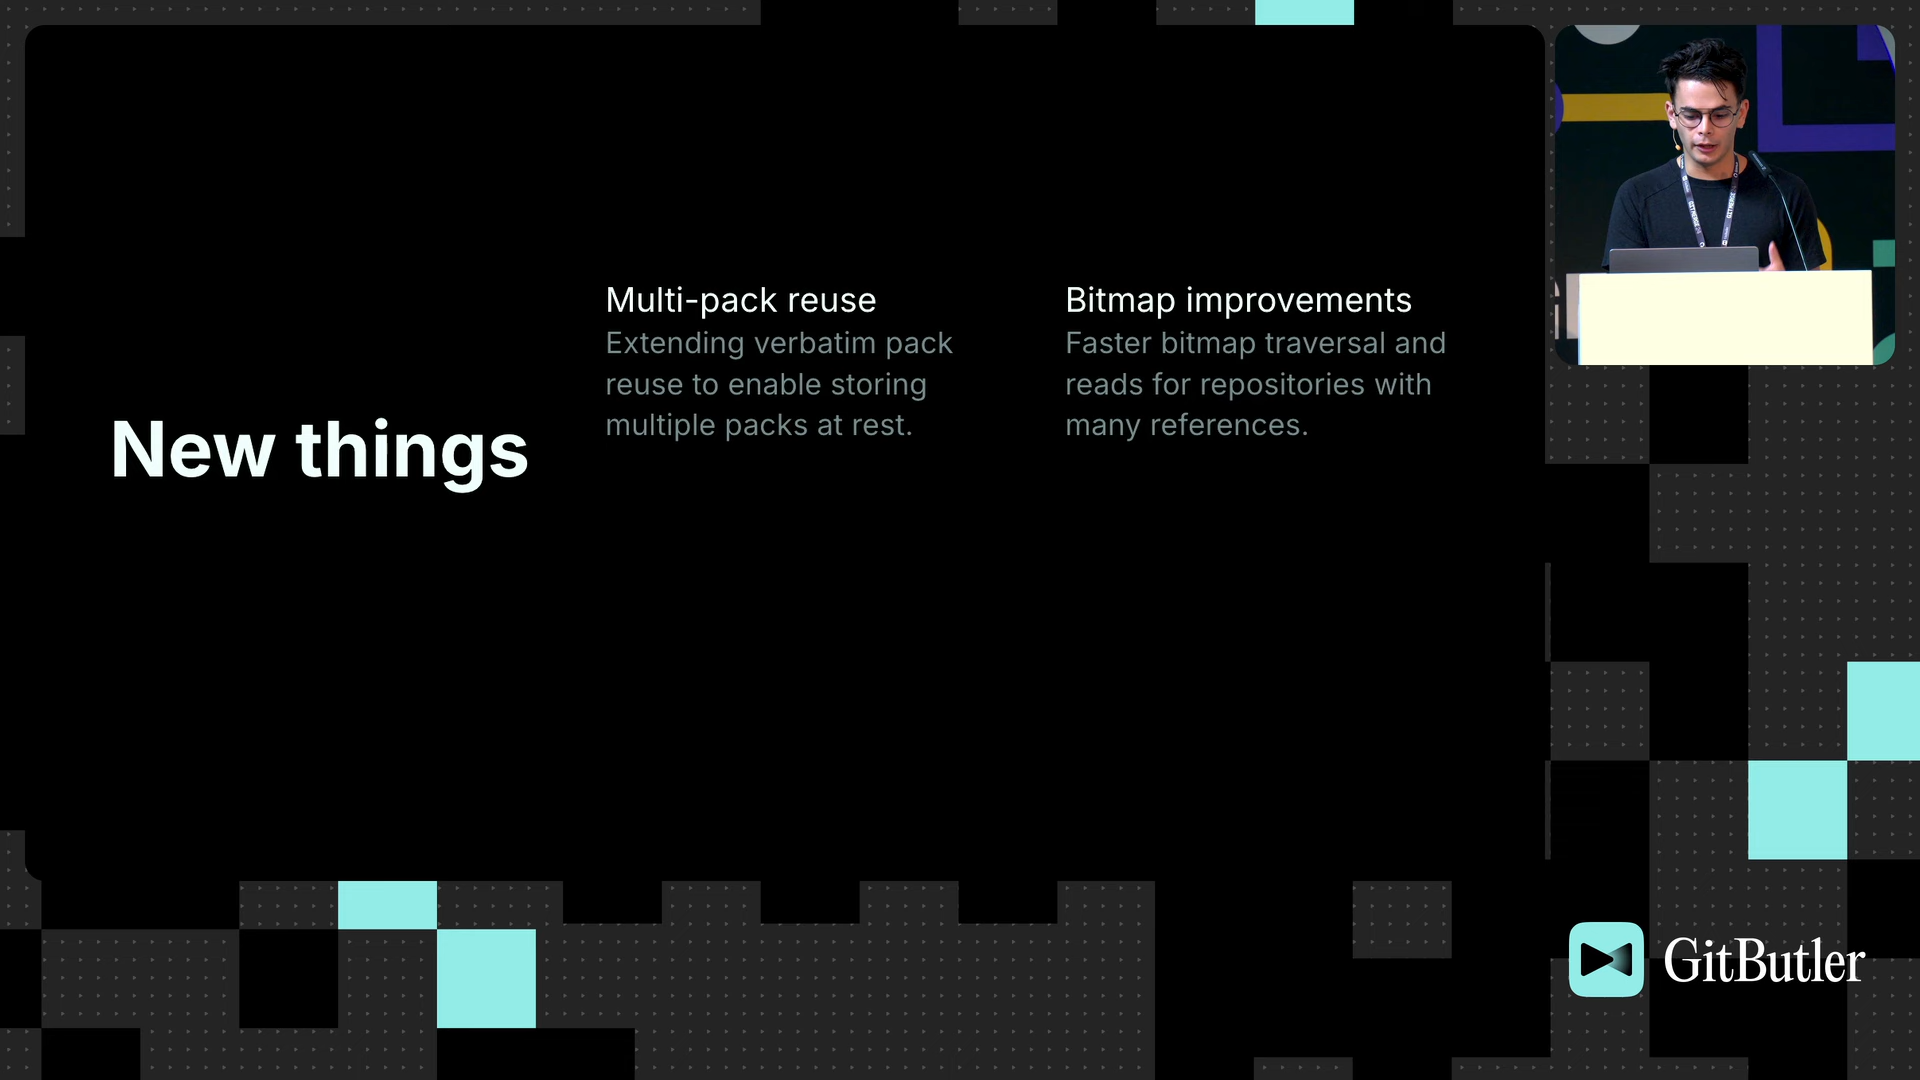 New things
Multi-pack reuse
Extending verbatim pack
reuse to enable storing
multiple packs at rest.
Bitmap improvements
Faster bitmap traversal and
reads for repositories with
many references.
GitButler